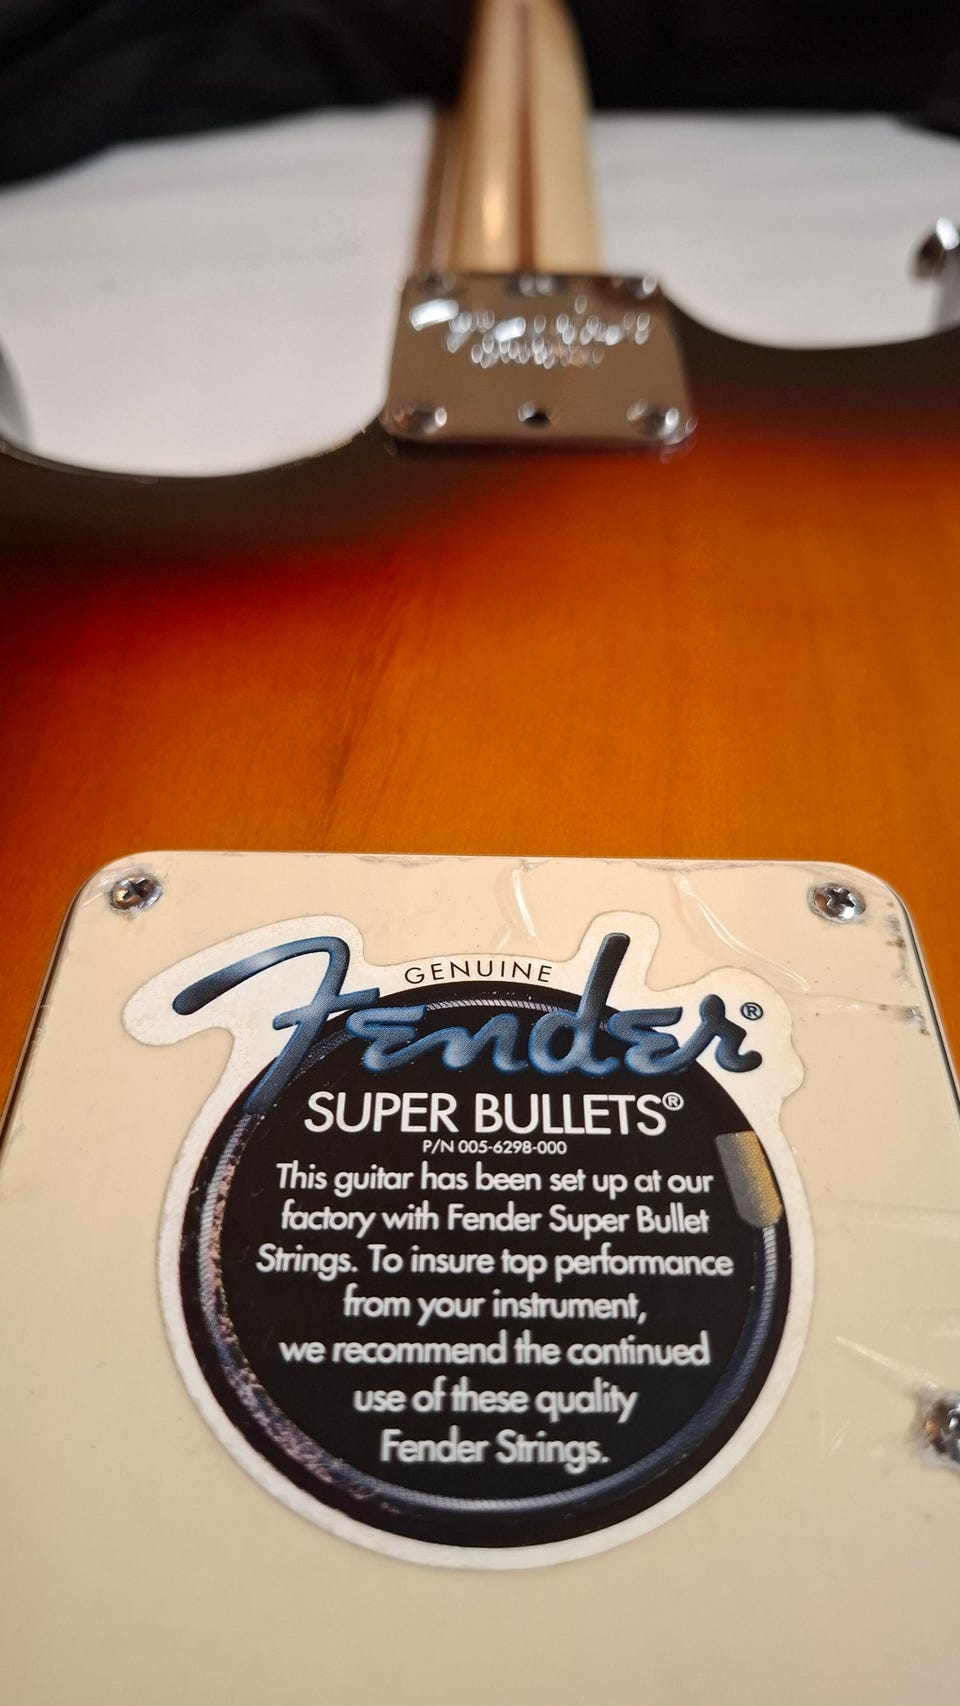 GENUINE
Fender®
SUPER BULLETS®
P/N 005-6298-000
This guitar has been set up at our
factory with Fender Super Bullet
Strings. To insure top performance
from your instrument,
we recommend the continued
use of these quality
Fender Strings.